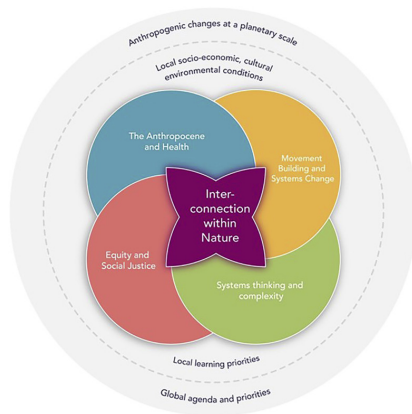 Anthropogenic changes at a planetary scale
Local socio-economic, cultural
environmental conditions
The Anthropocene
and Health
Movement
Building and
Systems Change
Inter-
connection
within
Nature
Equity and
Social Justice
Systems thinking and
complexity
Local learning priorities
Global agenda and priorities